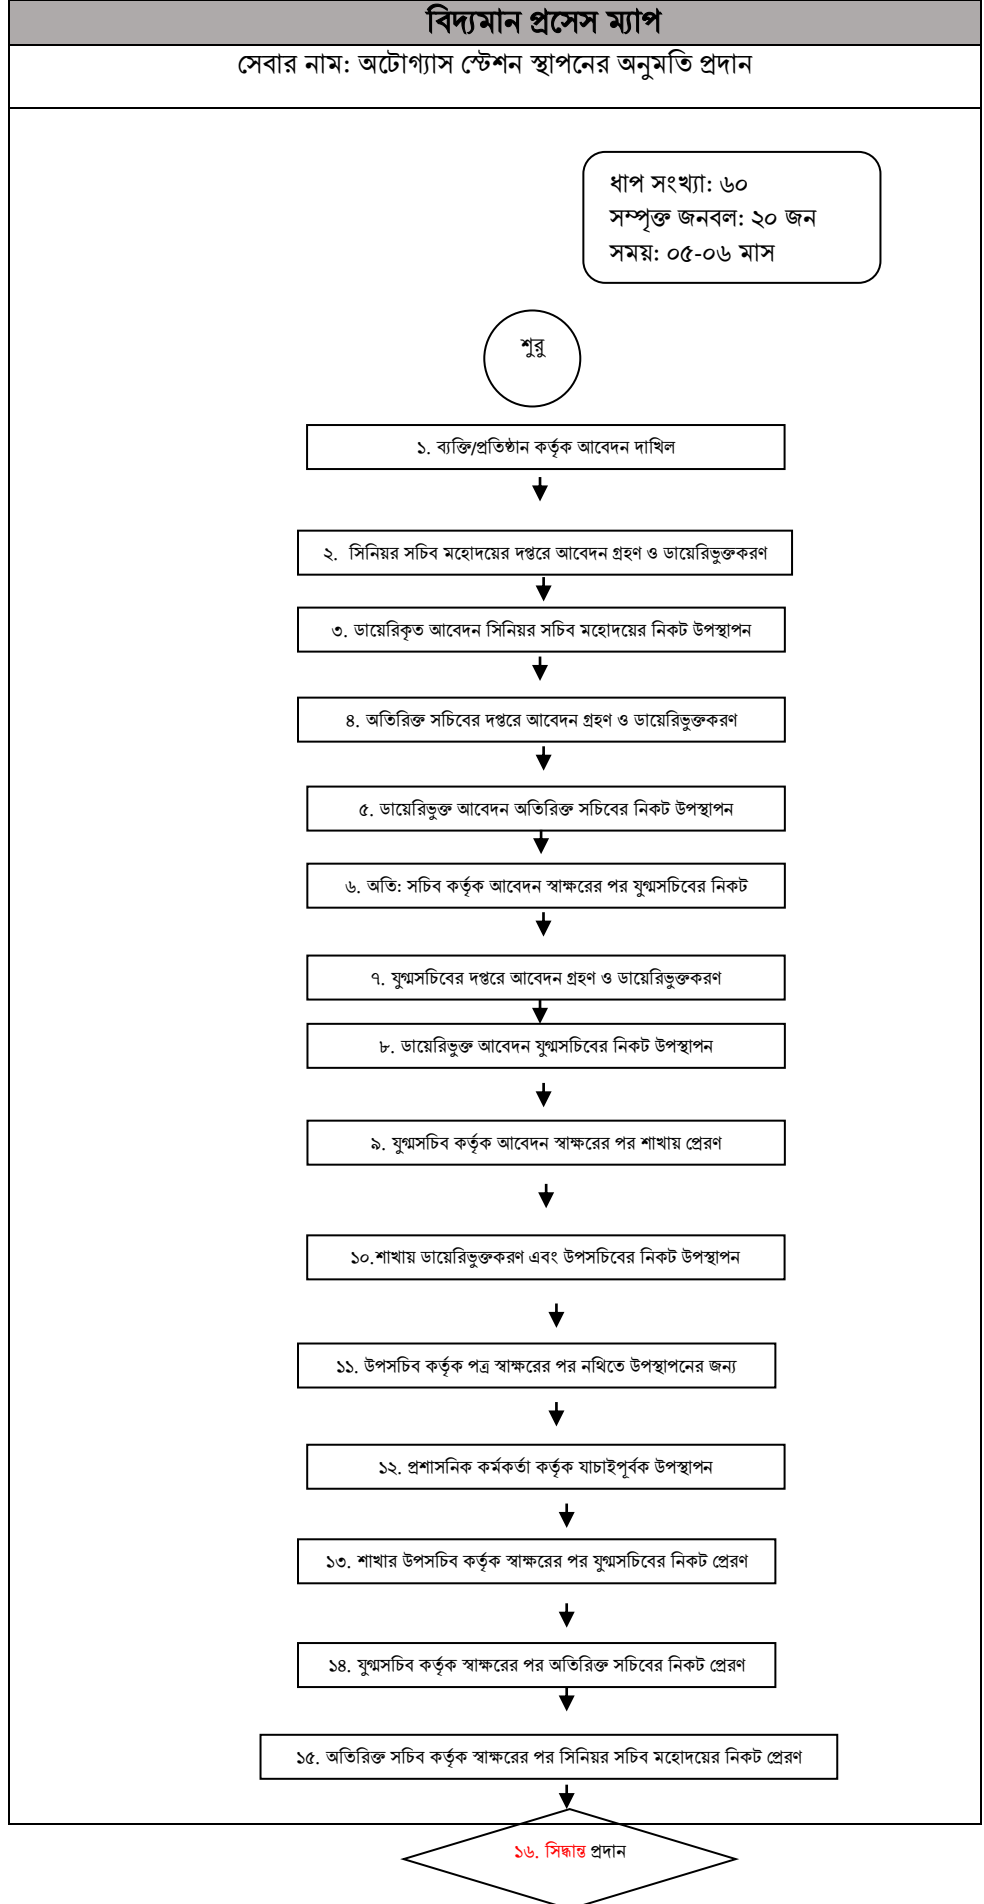 বিদ্যমান প্রসেস ম্যাপ
সেবার নাম: অটোগ্যাস স্টেশন স্থাপনের অনুমতি প্রদান
ধাপ সংখ্যা: ৬০
সম্পৃক্ত জনবল: ২০ জন
সময়: ০৫-০৬ মাস
শুরু
১. ব্যক্তি/প্রতিষ্ঠান কর্তৃক আবেদন দাখিল
২. সিনিয়র সচিব মহোদয়ের দপ্তরে আবেদন গ্রহণ ও ডায়েরিভুক্তকরণ
৩. ডায়েরিকৃত আবেদন সিনিয়র সচিব মহোদয়ের নিকট উপস্থাপন
৪. অতিরিক্ত সচিবের দপ্তরে আবেদন গ্রহণ ও ডায়েরিভুক্তকরণ
৫. ডায়েরিভুক্ত আবেদন অতিরিক্ত সচিবের নিকট উপস্থাপন
৬. অতি: সচিব কর্তৃক আবেদন স্বাক্ষরের পর যুগ্মসচিবের নিকট
৭. যুগ্মসচিবের দপ্তরে আবেদন গ্রহণ ও ডায়েরিভুক্তকরণ
৮. ডায়েরিভুক্ত আবেদন যুগ্মসচিবের নিকট উপস্থাপন
৯. যুগ্মসচিব কর্তৃক আবেদন স্বাক্ষরের পর শাখায় প্রেরণ
১০.শাখায় ডায়েরিভুক্তকরণ এবং উপসচিবের নিকট উপস্থাপন
১১. উপসচিব কর্তৃক পত্র স্বাক্ষরের পর নথিতে উপস্থাপনের জন্য
১২. প্রশাসনিক কর্মকর্তা কর্তৃক যাচাইপূর্বক উপস্থাপন
১৩. শাখার উপসচিব কর্তৃক স্বাক্ষরের পর যুগ্মসচিবের নিকট প্রেরণ
১৪. যুগ্মসচিব কর্তৃক স্বাক্ষরের পর অতিরিক্ত সচিবের নিকট প্রেরণ
১৫. অতিরিক্ত সচিব কর্তৃক স্বাক্ষরের পর সিনিয়র সচিব মহোদয়ের নিকট প্রেরণ
১৬. সিদ্ধান্ত প্রদান